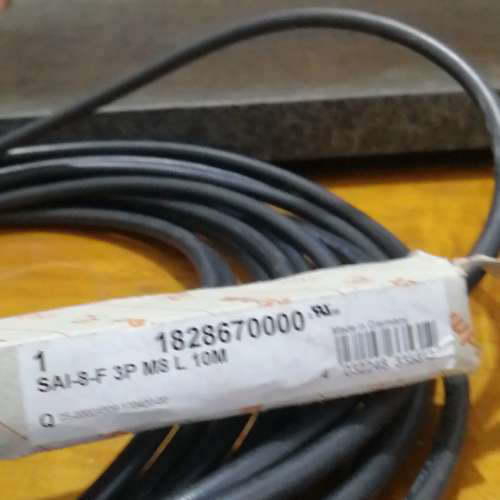 1 1828670000
SAI-8-F 3P M8 L 10M
Made in Germany
Q